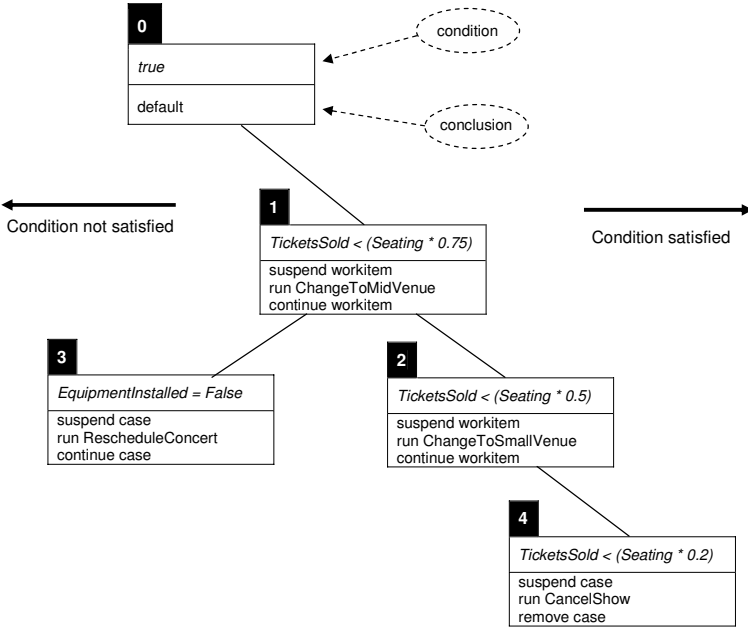 0
condition
true
default
conclusion
Condition not satisfied
Condition satisfied
1
TicketsSold < (Seating * 0.75)
suspend workitem
run ChangeToMidVenue
continue workitem
3
EquipmentInstalled = False
suspend case
run RescheduleConcert
continue case
2
TicketsSold < (Seating * 0.5)
suspend workitem
run ChangeToSmallVenue
continue workitem
4
TicketsSold < (Seating * 0.2)
suspend case
run CancelShow
remove case